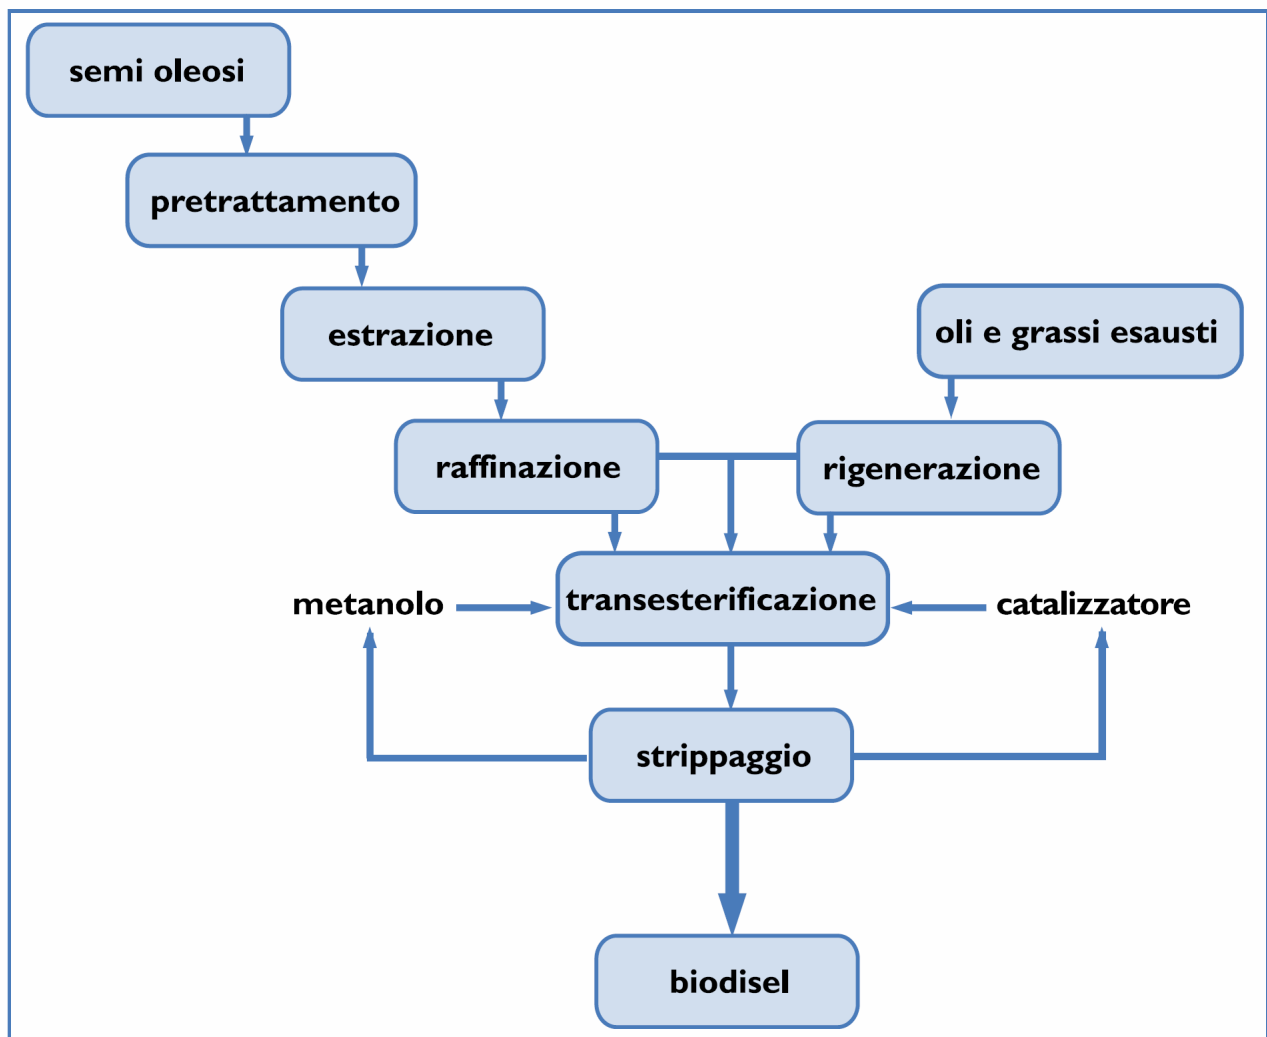 semi oleosi
pretrattamento
estrazione
oli e grassi esausti
raffinazione
rigenerazione
metanolo
transesterificazione
catalizzatore
strippaggio
biodisel